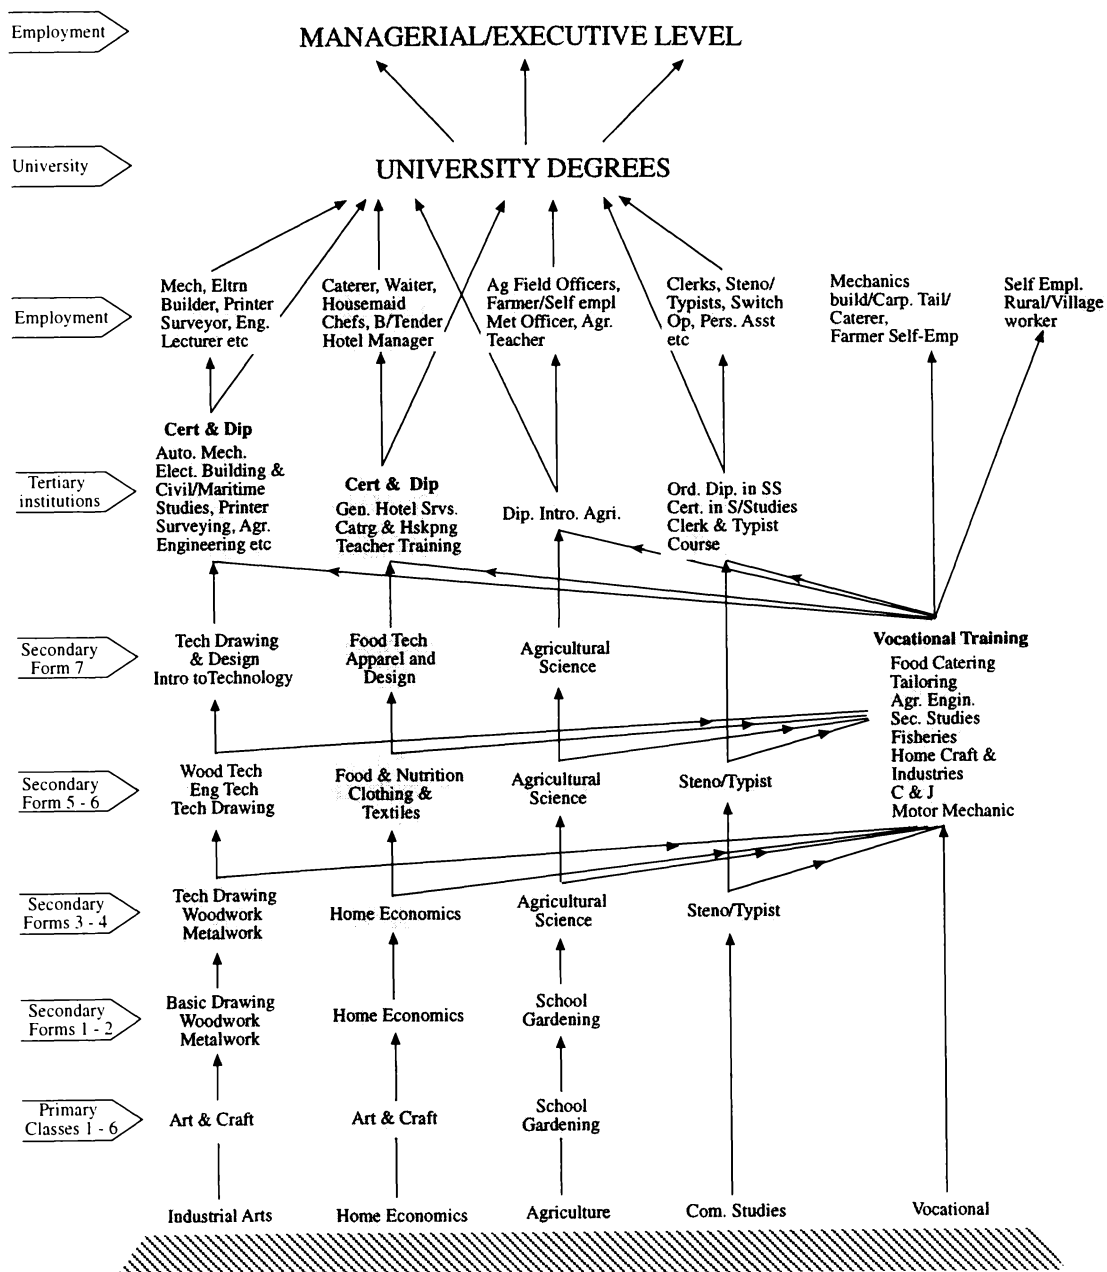 Employment
MANAGERIAL/EXECUTIVE LEVEL
University
UNIVERSITY DEGREES
Employment
Mech, Eltrn
Builder, Printer
Surveyor, Eng.
Lecturer etc
Caterer, Waiter,
Housemaid
Chefs, B/Tender
Hotel Manager
Ag Field Officers,
Farmer/Self empl
Met Officer, Agr.
Teacher
Clerks, Steno/
Typists, Switch
Op, Pers. Asst
etc
Mechanics
build/Carp. Tail/
Caterer,
Farmer Self-Emp
Self Empl.
Rural/Village
worker
Tertiary
institutions
Cert & Dip
Auto. Mech.
Elect. Building &
Civil/Maritime
Studies, Printer
Surveying, Agr.
Engineering etc
Cert & Dip
Gen. Hotel Srvs.
Catrg & Hskpng
Teacher Training
Dip. Intro. Agri.
Ord. Dip. in SS
Cert. in S/Studies
Clerk & Typist
Course
Secondary
Form 7
Tech Drawing
& Design
Intro toTechnology
Food Tech
Apparel and
Design
Agricultural
Science
Vocational Training
Food Catering
Tailoring
Agr. Engin.
Sec. Studies
Fisheries
Home Craft &
Industries
C & J
Motor Mechanic
Secondary
Form 5 - 6
Wood Tech
Eng Tech
Tech Drawing
Food & Nutrition
Clothing &
Textiles
Agricultural
Science
Steno/Typist
Secondary
Forms 3 - 4
Tech Drawing
Woodwork
Metalwork
Home Economics
Agricultural
Science
Steno/Typist
Secondary
Forms 1 - 2
Basic Drawing
Woodwork
Metalwork
Home Economics
School
Gardening
Primary
Classes 1 - 6
Art & Craft
Art & Craft
School
Gardening
Industrial Arts
Home Economics
Agriculture
Com. Studies
Vocational